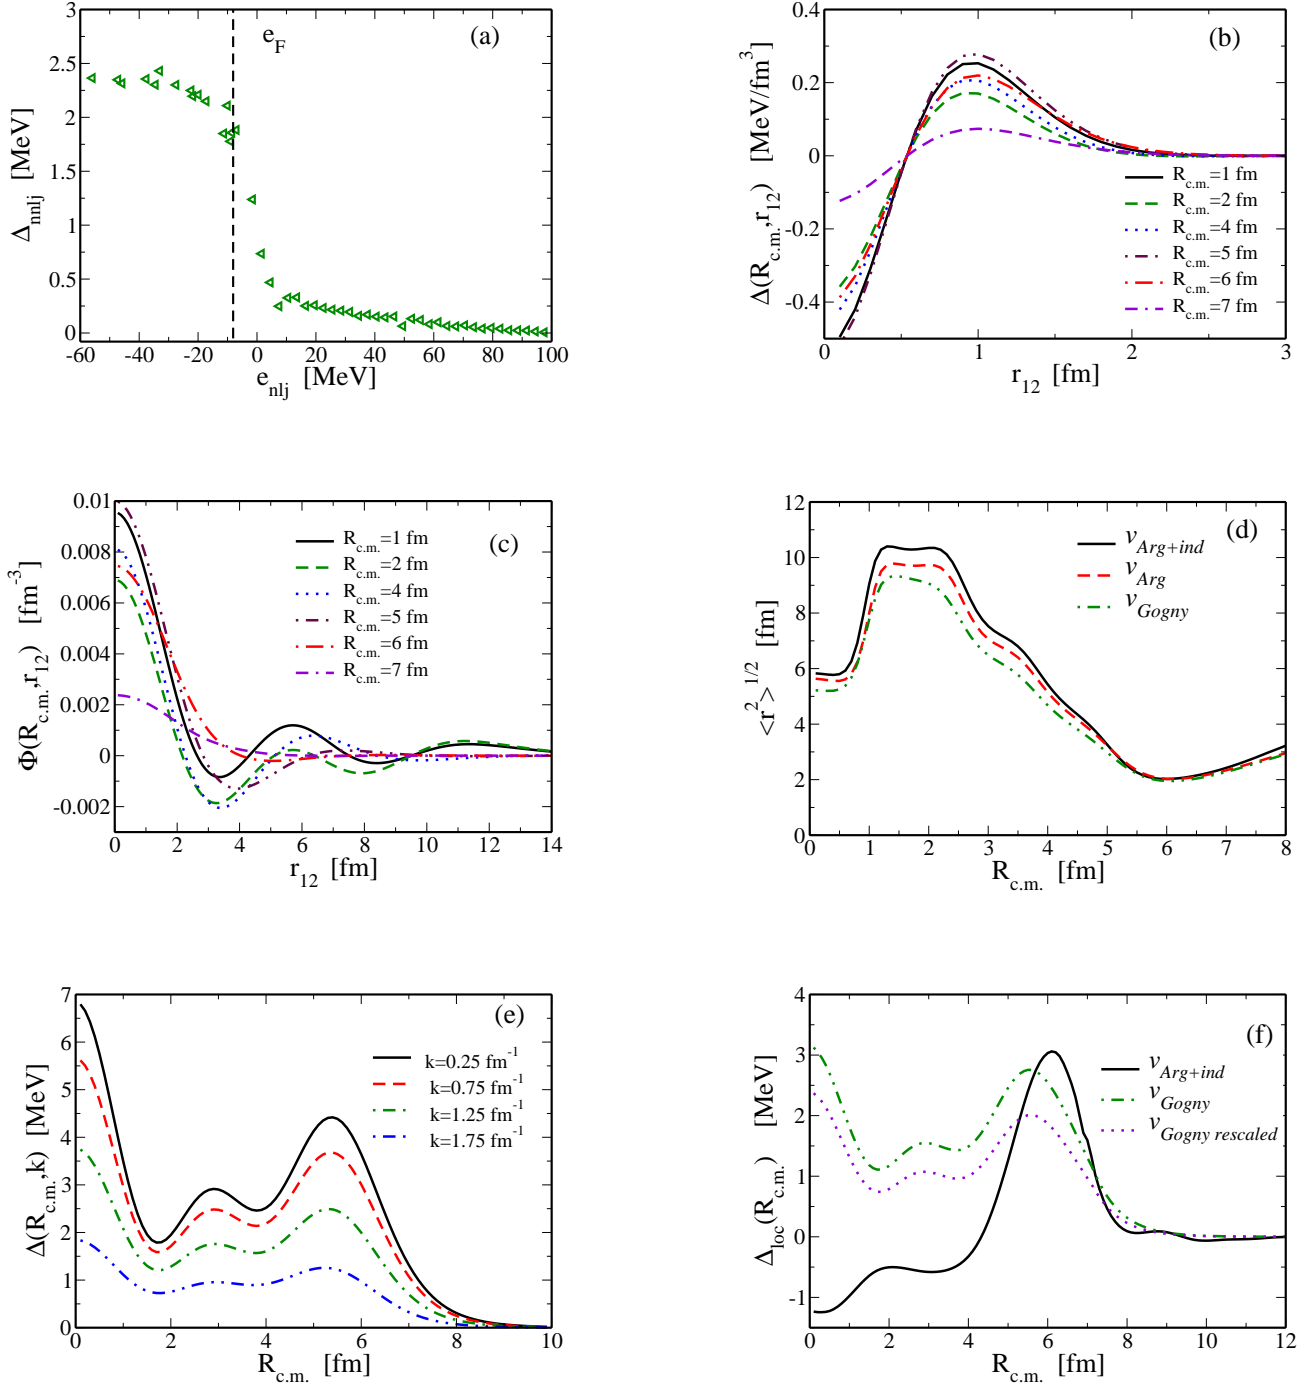 (a)
e_F
Δ_nnlj [MeV]
3
2.5
2
1.5
1
0.5
0
-60 -40 -20 0 20 40 60 80 100
e_nlj [MeV]
(b)
Δ(R_c.m.,r_12) [MeV/fm^3]
0.4
0.2
0
-0.2
-0.4
R_c.m.=1 fm
R_c.m.=2 fm
R_c.m.=4 fm
R_c.m.=5 fm
R_c.m.=6 fm
R_c.m.=7 fm
0 1 2 3
r_12 [fm]
(c)
Φ(R_c.m.,r_12) [fm^-3]
0.01
0.008
0.006
0.004
0.002
0
-0.002
R_c.m.=1 fm
R_c.m.=2 fm
R_c.m.=4 fm
R_c.m.=5 fm
R_c.m.=6 fm
R_c.m.=7 fm
0 2 4 6 8 10 12 14
r_12 [fm]
(d)
<r^2>^1/2 [fm]
12
10
8
6
4
2
0
v_Arg+ind
v_Arg
v_Gogny
0 1 2 3 4 5 6 7 8
R_c.m. [fm]
(e)
Δ(R_c.m.,k) [MeV]
7
6
5
4
3
2
1
0
k=0.25 fm^-1
k=0.75 fm^-1
k=1.25 fm^-1
k=1.75 fm^-1
0 2 4 6 8 10
R_c.m. [fm]
(f)
Δ_loc(R_c.m.) [MeV]
4
3
2
1
0
-1
v_Arg+ind
v_Gogny
v_Gogny rescaled
0 2 4 6 8 10 12
R_c.m. [fm]